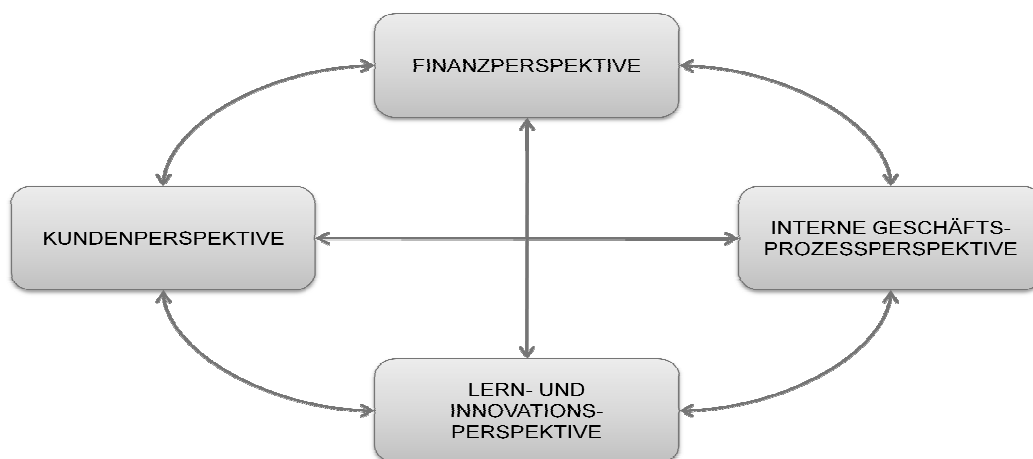 FINANZPERSPEKTIVE
KUNDENPERSPEKTIVE
INTERNE GESCHÄFTS-
PROZESSPERSPEKTIVE
LERN- UND
INNOVATIONS-
PERSPEKTIVE